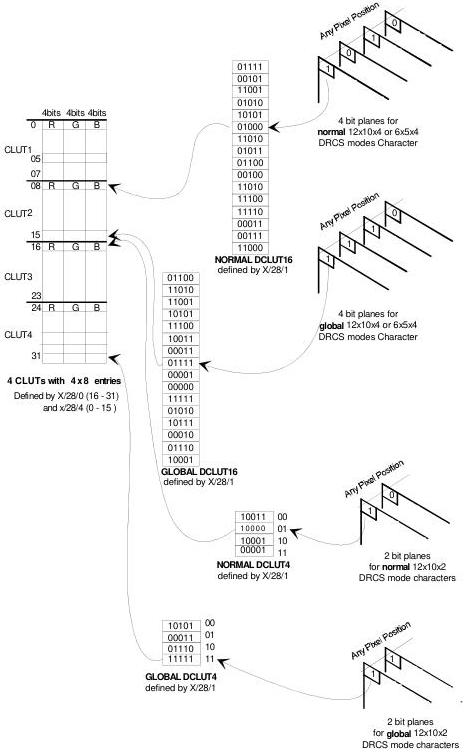 Any Pixel Position
0
1
0
1
4 bit planes for
normal 12x10x4 or 6x5x4
DRCS modes Character
01111
00101
11001
01010
10101
01000
11010
01011
01100
00100
11010
11100
11110
00011
00111
11000
NORMAL DCLUT16
defined by X/28/1
4bits 4bits 4bits
0 R G B
CLUT1
05
07
08 R G B
CLUT2
15
16 R G B
CLUT3
23
24 R G B
CLUT4
31
4 CLUTs with 4 x 8 entries
Defined by X/28/0 (16 - 31)
and x/28/4 (0 - 15 )
Any Pixel Position
0
1
1
1
4 bit planes for
global 12x10x4 or 6x5x4
DRCS modes Character
01100
11010
11001
10101
11100
10011
00011
01111
00001
00000
11111
01010
10111
00010
01110
10001
GLOBAL DCLUT16
defined by X/28/1
Any Pixel Position
0
1
2 bit planes
for normal 12x10x2
DRCS mode characters
10011 00
10000 01
10001 10
00001 11
NORMAL DCLUT4
defined by X/28/1
Any Pixel Position
1
1
2 bit planes
for global 12x10x2
DRCS mode characters
10101 00
00011 01
01110 10
11111 11
GLOBAL DCLUT4
defined by X/28/1